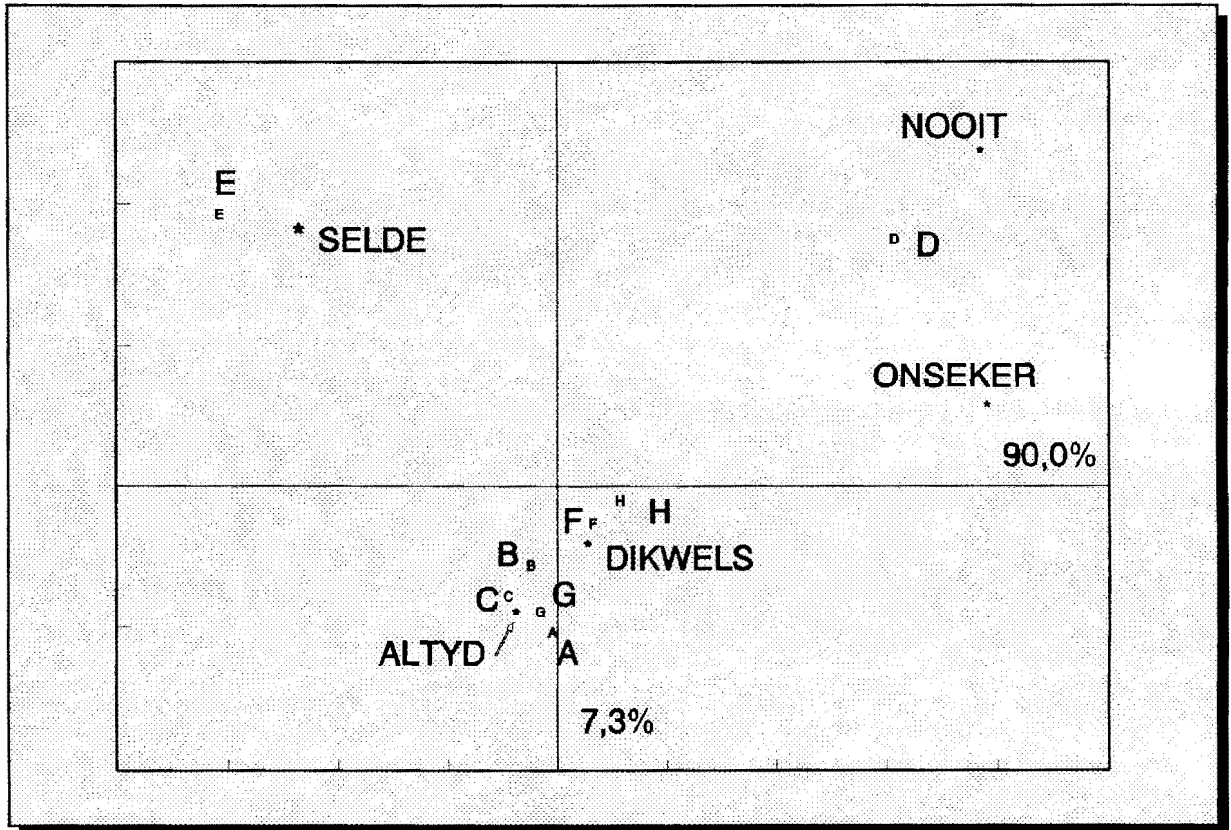 NOOIT
E
E
SELDE
D D
ONSEKER
90,0%
H H
F F
DIKWELS
B B
C C
G G
A
ALTYD
A
7,3%